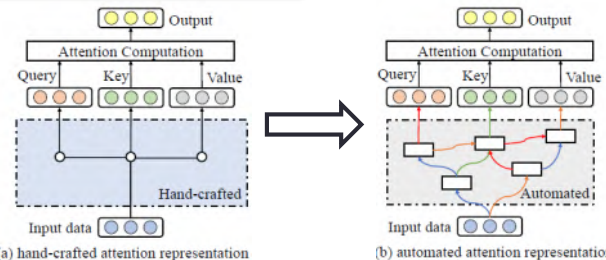 Output
Attention Computation
Query
Key
Value
Hand-crafted
Input data
(a) hand-crafted attention representation
Output
Attention Computation
Query
Key
Value
Automated
Input data
(b) automated attention representation